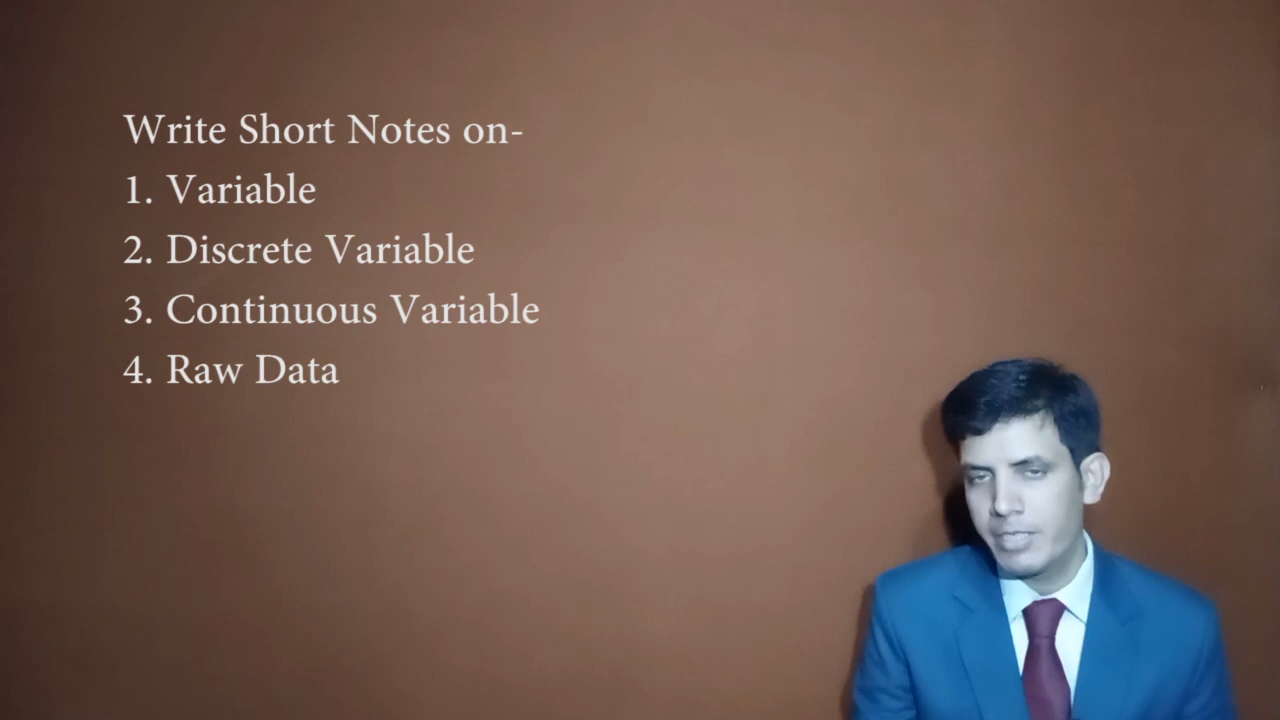 Write Short Notes on-
1. Variable
2. Discrete Variable
3. Continuous Variable
4. Raw Data